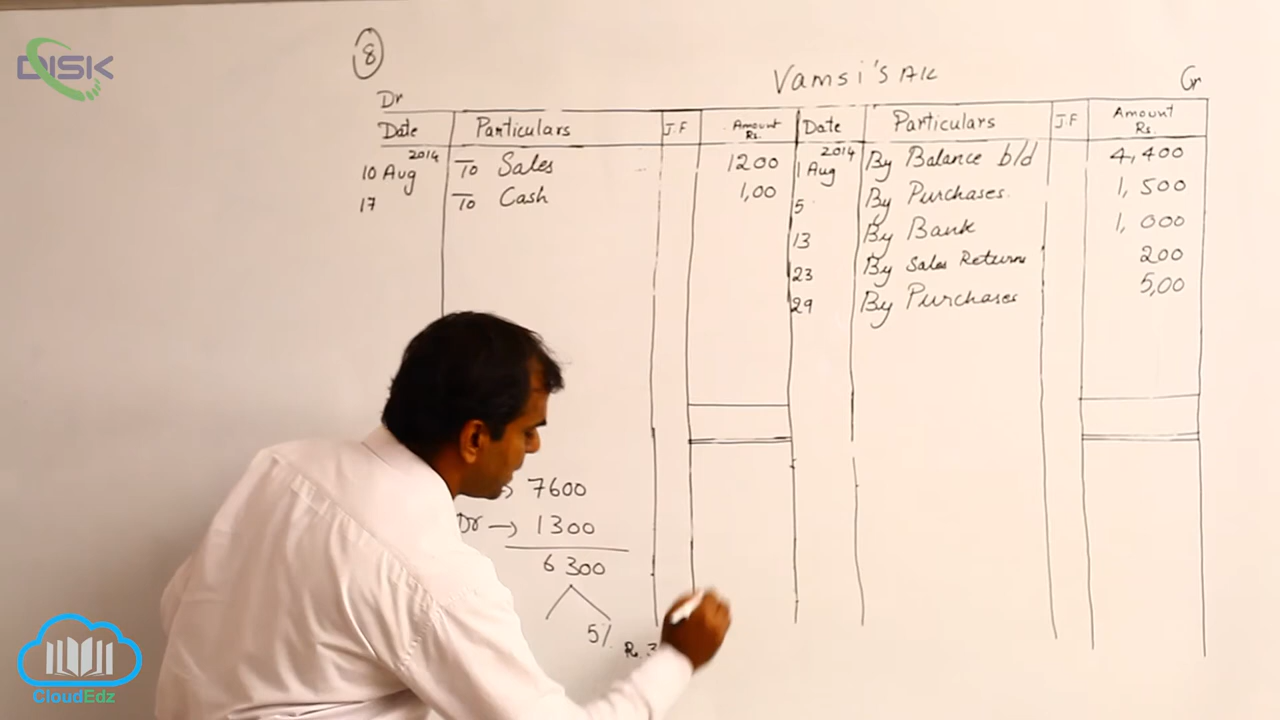 DISK
8
Vamsi's A/c
Dr
Cr
Date Particulars J.F Amount Rs. Date Particulars J.F Amount Rs.
2014 2014
10 Aug To Sales 1200 1 Aug By Balance b/d 4,400
17 To Cash 1,00 5 By Purchases 1,500
13 By Bank 1,000
23 By Sales Returns 200
29 By Purchases 5,00
7600
Dr → 1300
6300
5%
Rs. 3
CloudEdz